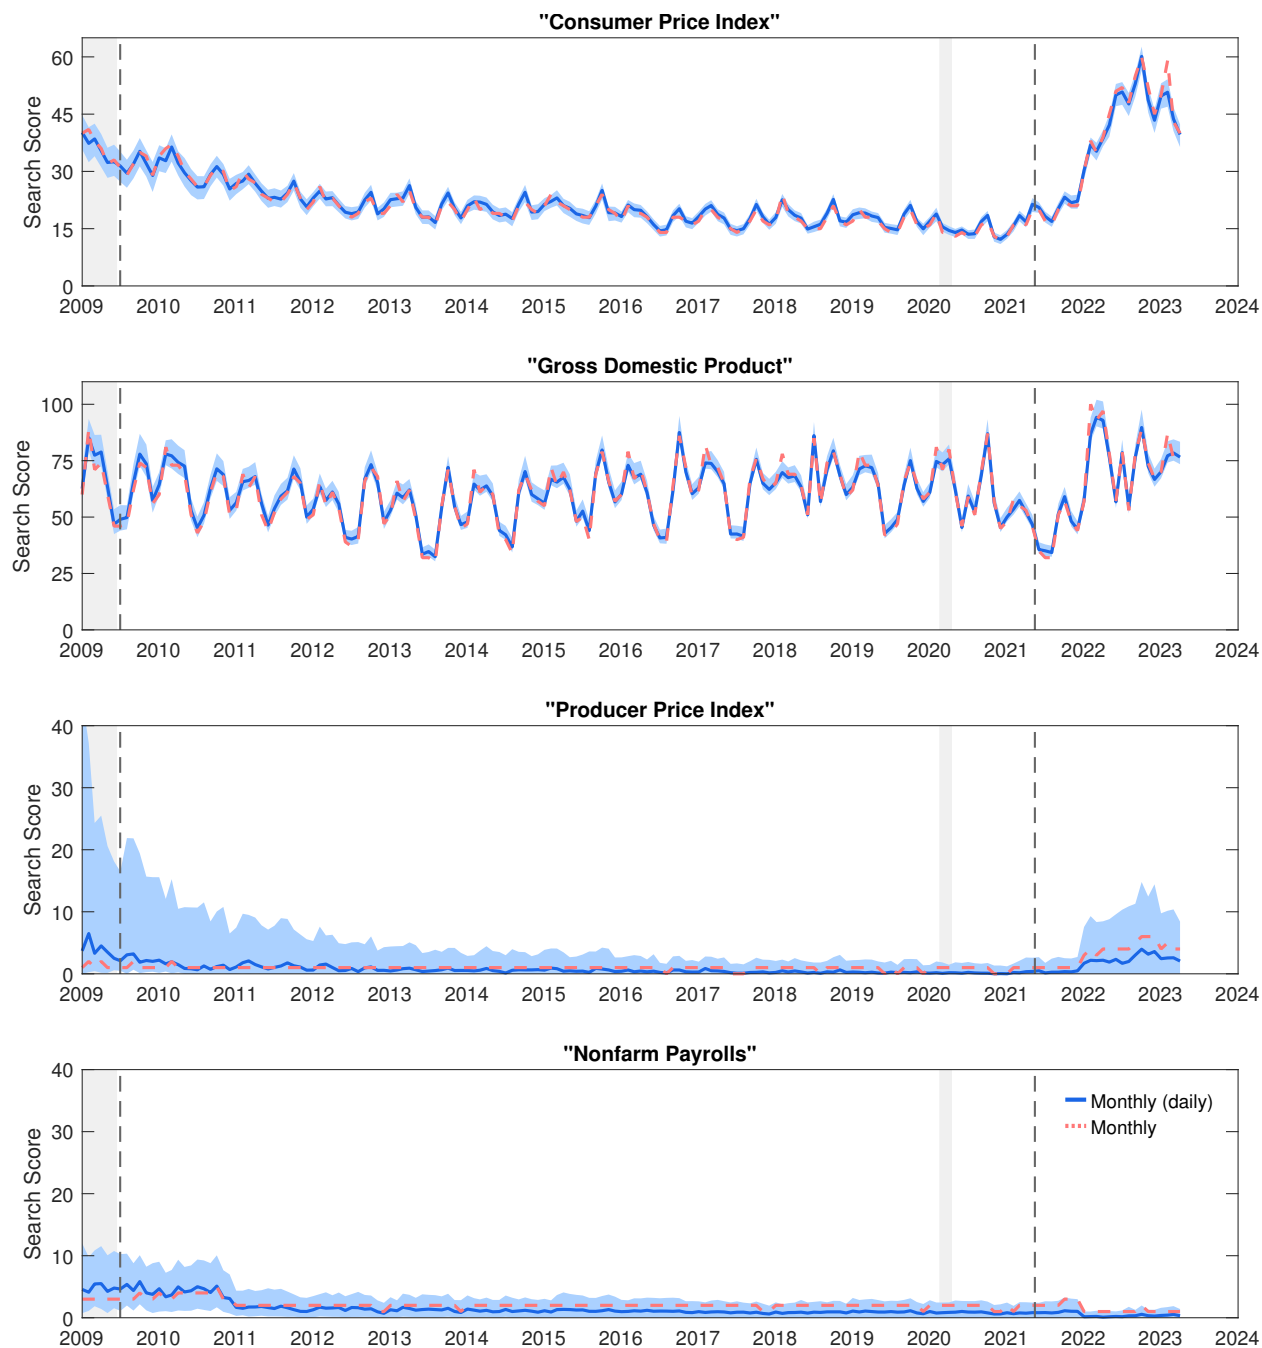 "Consumer Price Index"
60
45
30
15
0
Search Score
2009 2010 2011 2012 2013 2014 2015 2016 2017 2018 2019 2020 2021 2022 2023 2024
"Gross Domestic Product"
100
75
50
25
0
Search Score
2009 2010 2011 2012 2013 2014 2015 2016 2017 2018 2019 2020 2021 2022 2023 2024
"Producer Price Index"
40
30
20
10
0
Search Score
2009 2010 2011 2012 2013 2014 2015 2016 2017 2018 2019 2020 2021 2022 2023 2024
"Nonfarm Payrolls"
40
30
20
10
0
Search Score
Monthly (daily)
Monthly
2009 2010 2011 2012 2013 2014 2015 2016 2017 2018 2019 2020 2021 2022 2023 2024